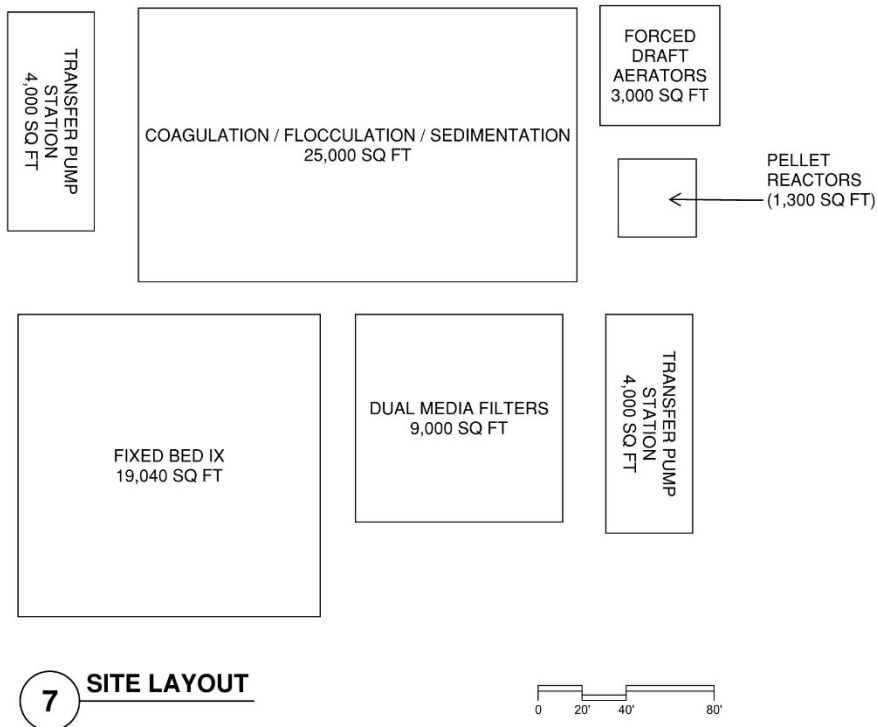 TRANSFER PUMP
STATION
4,000 SQ FT
COAGULATION / FLOCCULATION / SEDIMENTATION
25,000 SQ FT
FORCED
DRAFT
AERATORS
3,000 SQ FT
PELLET
REACTORS
(1,300 SQ FT)
FIXED BED IX
19,040 SQ FT
DUAL MEDIA FILTERS
9,000 SQ FT
TRANSFER PUMP
STATION
4,000 SQ FT
7 SITE LAYOUT
0 20' 40' 80'